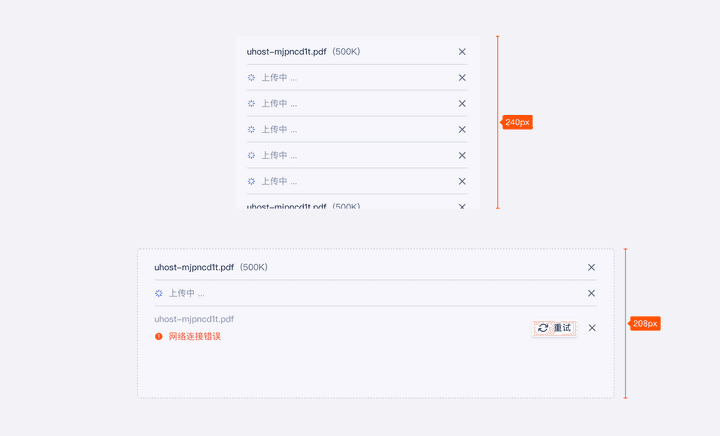 uhost-mjpncd1t.pdf (500K)
上传中 ...
上传中 ...
上传中 ...
上传中 ...
上传中 ...
uhost-mjpncd1t.pdf (500K)
240px
uhost-mjpncd1t.pdf (500K)
上传中 ...
uhost-mjpncd1t.pdf
网络连接错误
重试
208px